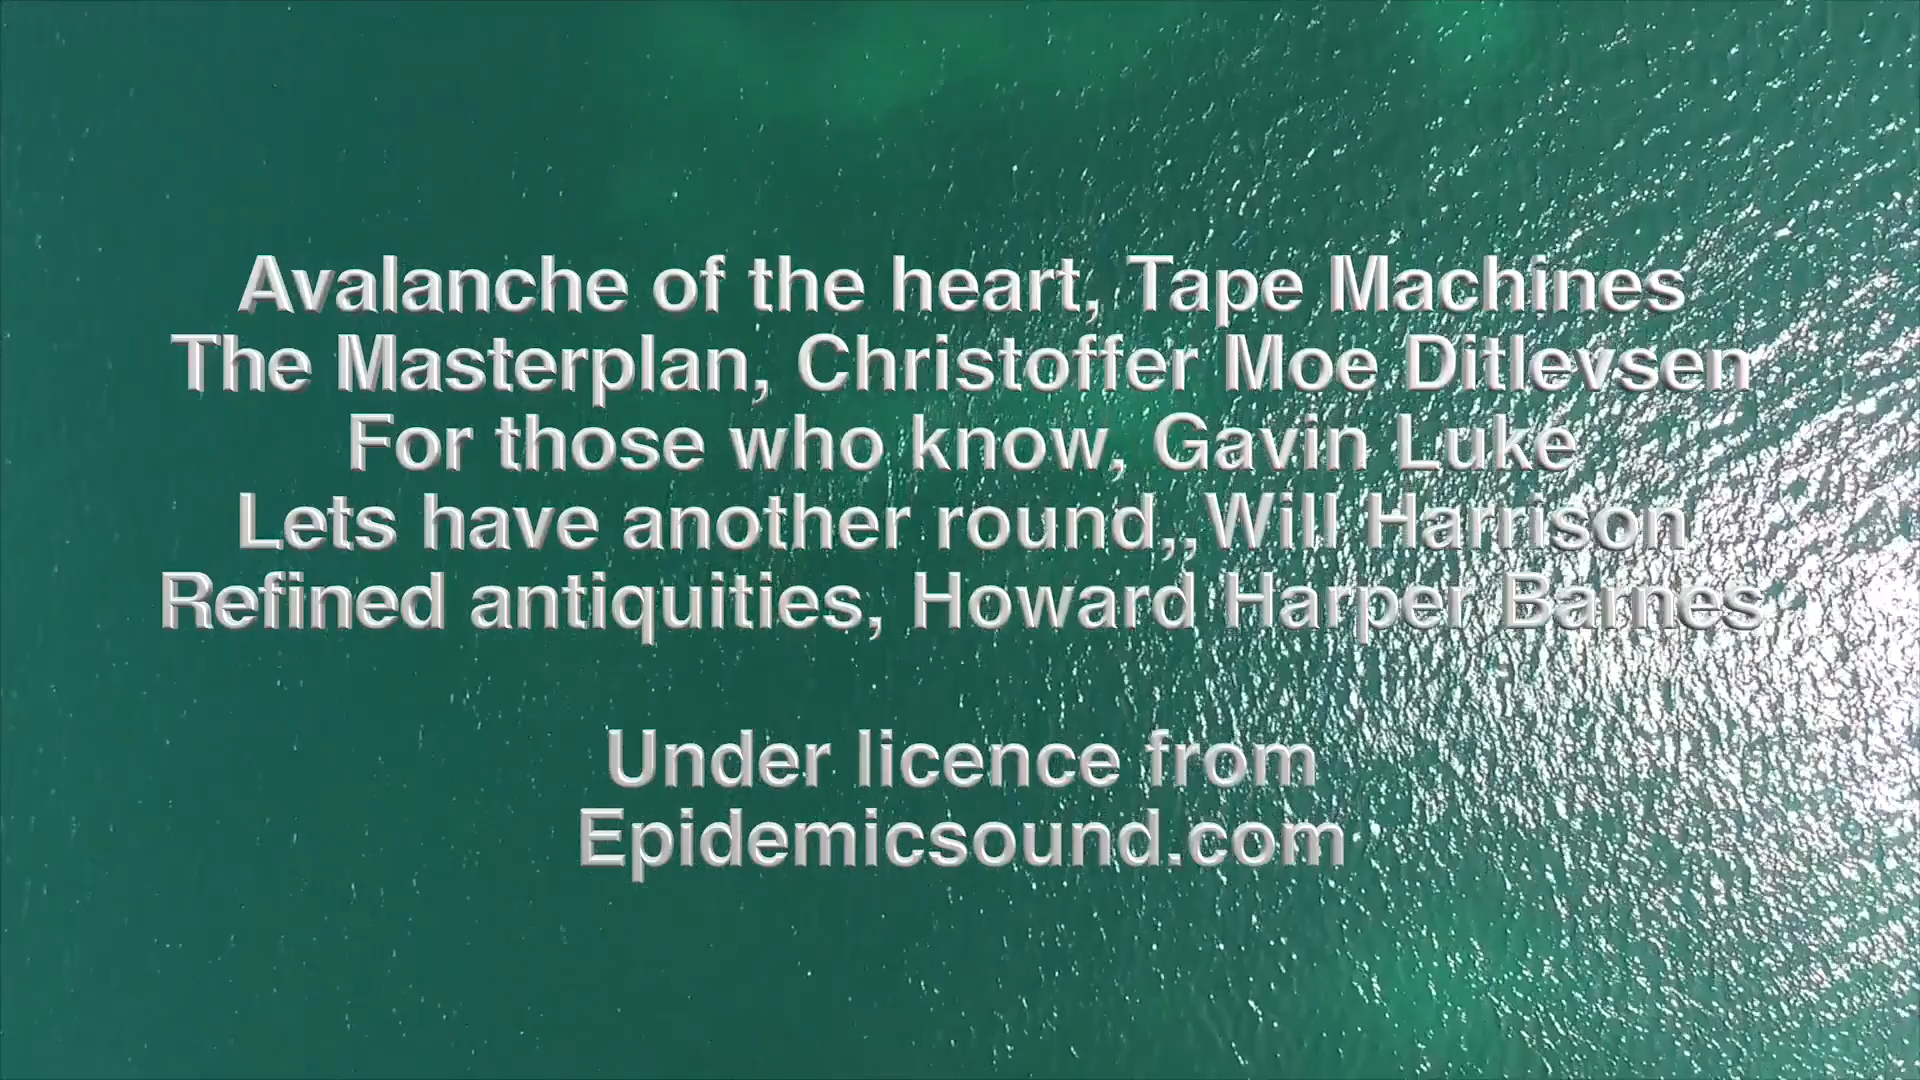 Avalanche of the heart, Tape Machines
The Masterplan, Christoffer Moe Ditlevsen
For those who know, Gavin Luke
Lets have another round,,Will Harrison
Refined antiquities, Howard Harper Barnes
Under licence from
Epidemicsound.com